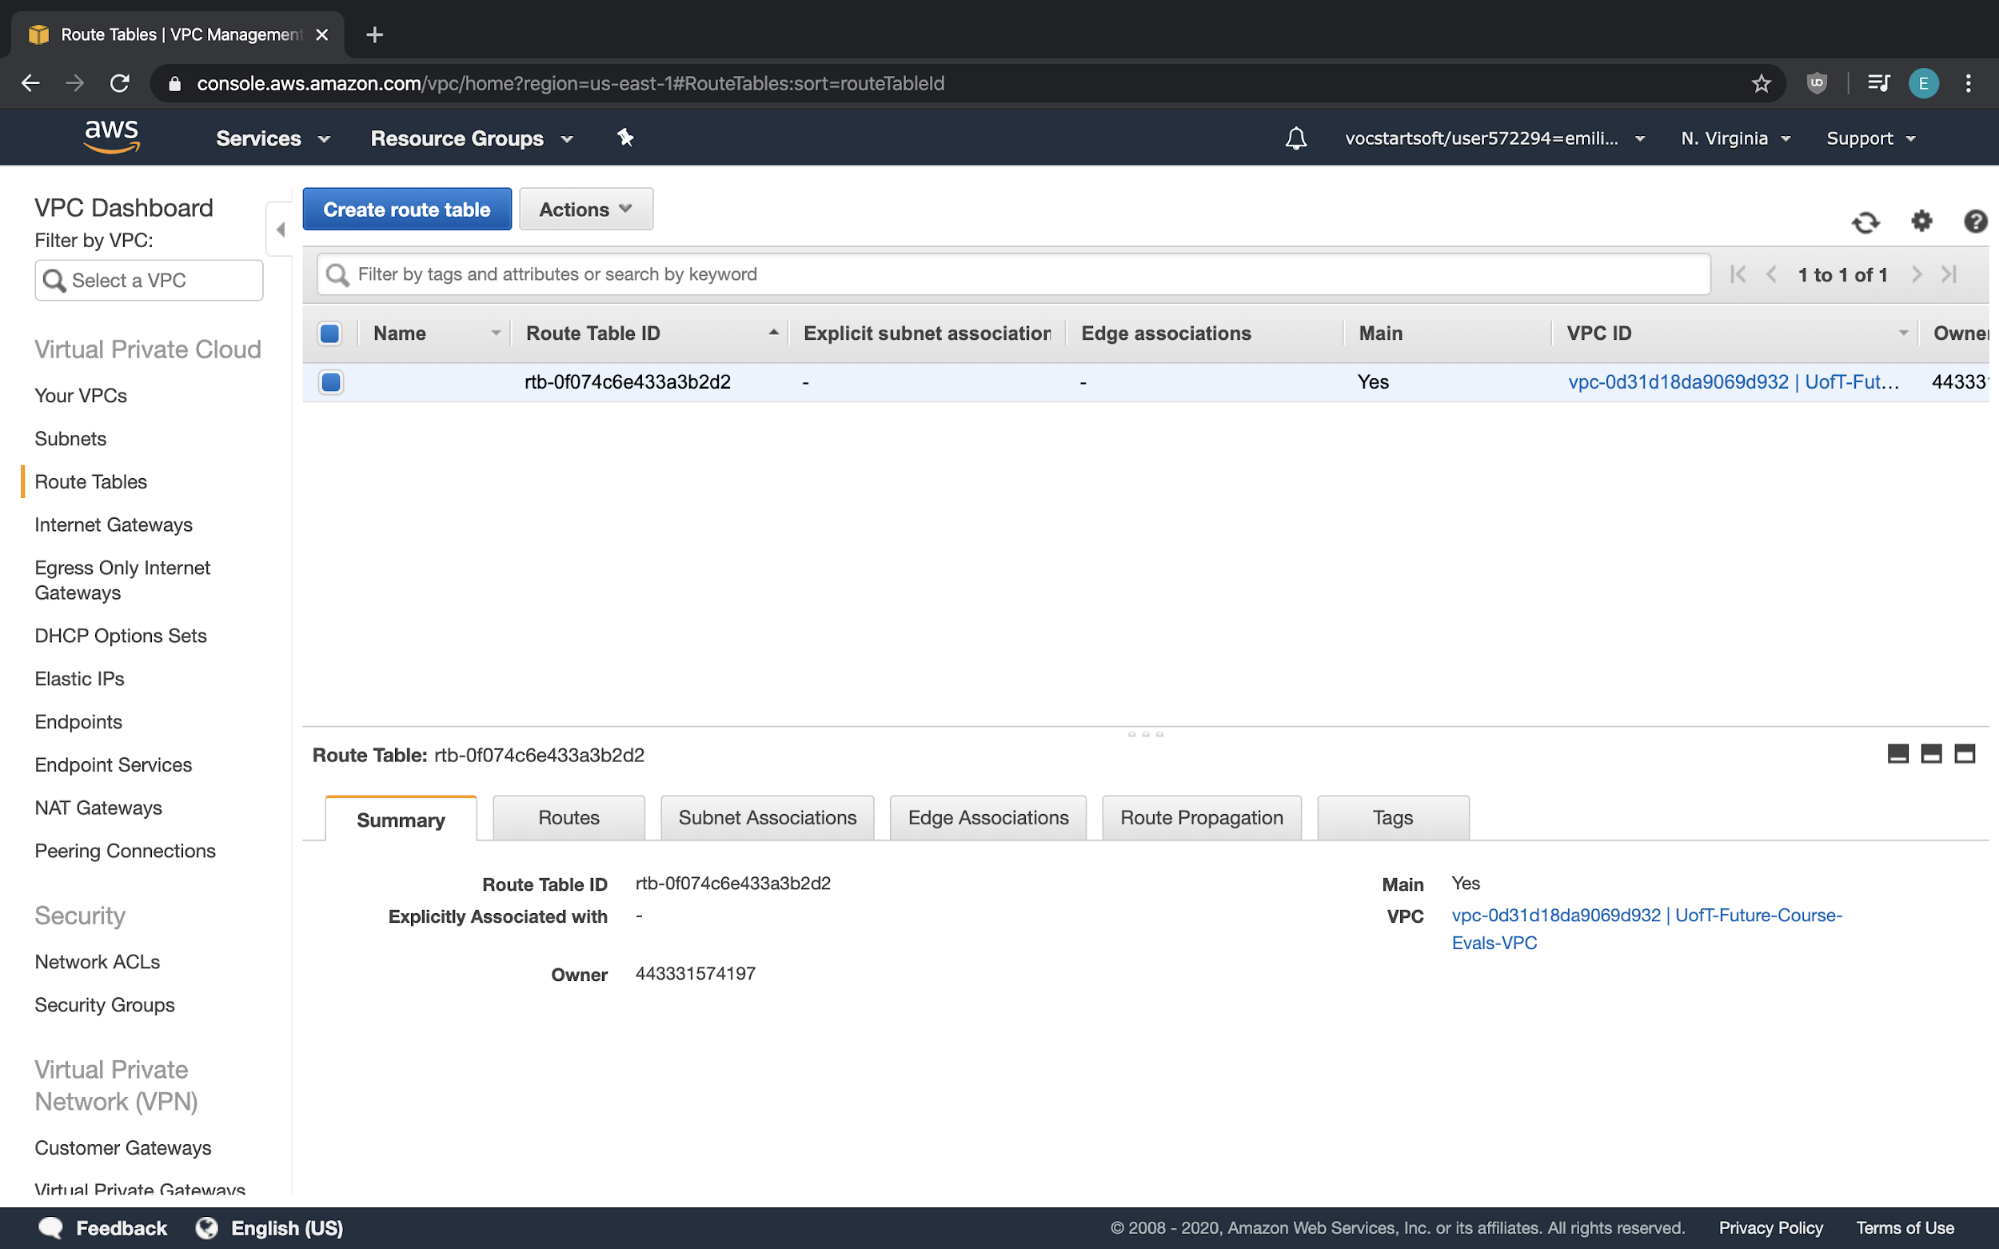 Route Tables | VPC Management
console.aws.amazon.com/vpc/home?region=us-east-1#RouteTables:sort=routeTableId
E
aws
Services
Resource Groups
vocstartsoft/user572294=emili...
N. Virginia
Support
VPC Dashboard
Filter by VPC:
Select a VPC
Virtual Private Cloud
Your VPCs
Subnets
Route Tables
Internet Gateways
Egress Only Internet
Gateways
DHCP Options Sets
Elastic IPs
Endpoints
Endpoint Services
NAT Gateways
Peering Connections
Security
Network ACLs
Security Groups
Virtual Private
Network (VPN)
Customer Gateways
Virtual Private Gateways
Create route table
Actions
Filter by tags and attributes or search by keyword
1 to 1 of 1
Name
Route Table ID
Explicit subnet association
Edge associations
Main
VPC ID
Owne
rtb-0f074c6e433a3b2d2
-
-
Yes
vpc-0d31d18da9069d932 | UofT-Fut...
44333
Route Table: rtb-0f074c6e433a3b2d2
Summary
Routes
Subnet Associations
Edge Associations
Route Propagation
Tags
Route Table ID rtb-0f074c6e433a3b2d2
Explicitly Associated with -
Owner 443331574197
Main Yes
VPC vpc-0d31d18da9069d932 | UofT-Future-Course-
Evals-VPC
Feedback
English (US)
© 2008 - 2020, Amazon Web Services, Inc. or its affiliates. All rights reserved.
Privacy Policy
Terms of Use